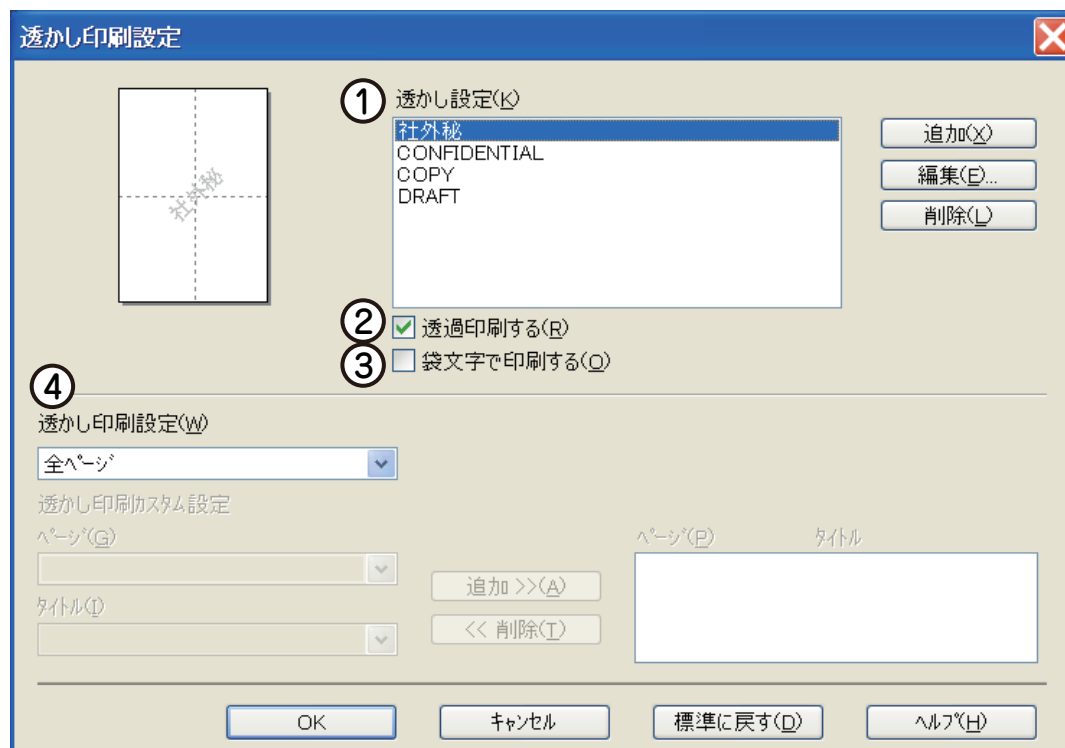 透かし印刷設定
① 透かし設定(K)
社外秘
CONFIDENTIAL
COPY
DRAFT
追加(X)
編集(E)...
削除(L)
社外秘
② 透過印刷する(R)
③ 袋文字で印刷する(O)
④
透かし印刷設定(W)
全ページ
透かし印刷カスタム設定
ページ(G)
タイトル(I)
追加 >>(A)
<< 削除(T)
ページ(P) タイトル
OK キャンセル 標準に戻す(D) ヘルプ(H)